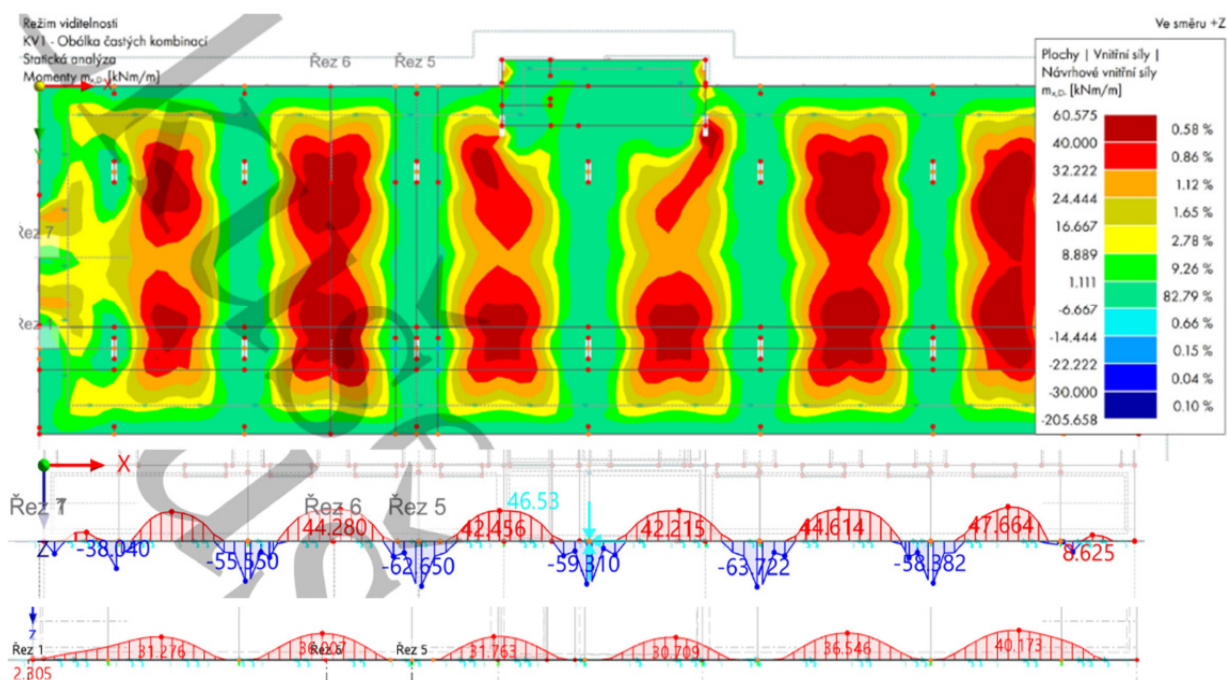 Režim viditelnosti
KV1 - Obálka častých kombinací
Statická analýza
Momenty mx,D- [kNm/m]
Ve směru +Z
Řez 6
Řez 5
X
Řez 7
Řez 1
Plochy | Vnitřní síly |
Návrhové vnitřní síly
mx,D- [kNm/m]
60.575
0.58 %
40.000
0.86 %
32.222
1.12 %
24.444
1.65 %
16.667
2.78 %
8.889
9.26 %
1.111
82.79 %
-6.667
0.66 %
-14.444
0.15 %
-22.222
0.04 %
-30.000
0.10 %
-205.658
X
Řez
Řez 6
Řez 5
46.53
Z
-38.040
-55.550
44.280
-62.650
42.456
-59.310
42.215
-63.722
44.614
-58.382
47.664
8.625
z
Řez 1
2.305
31.276
Řez 6
Řez 5
31.763
30.709
36.546
40.173